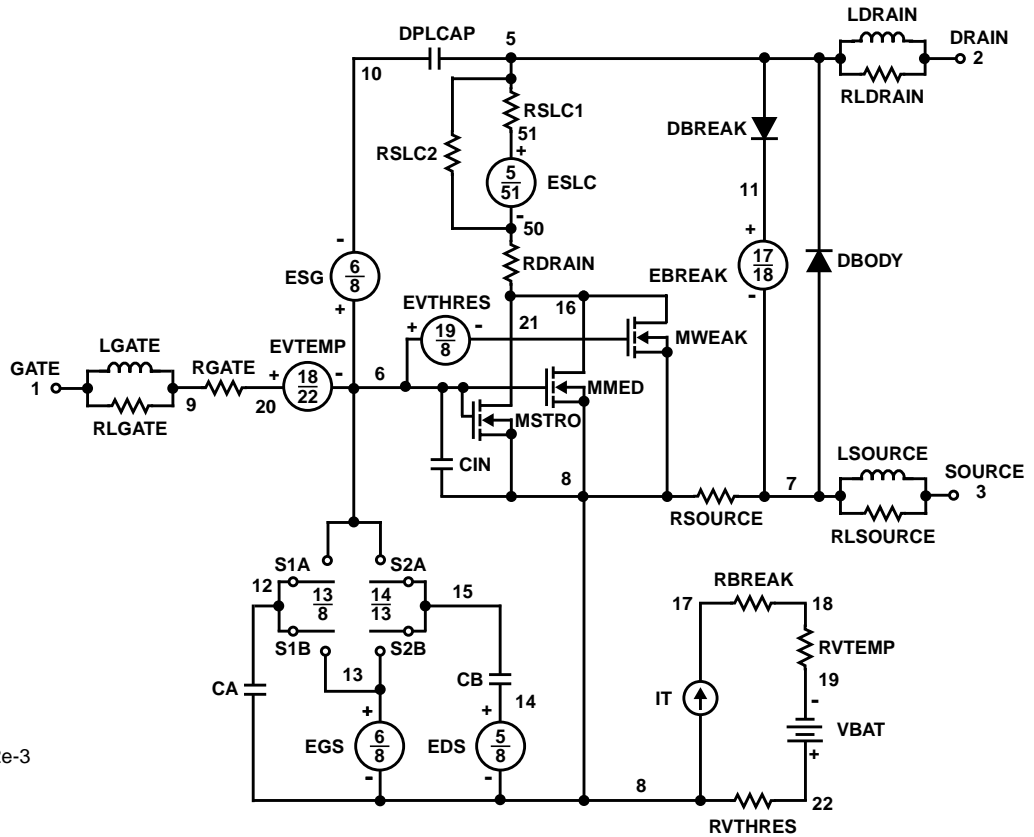 LDRAIN
DPLCAP 5 DRAIN
10 2
RLDRAIN
RSLC1
DBREAK
51
+
RSLC2
5
51
ESLC
11
-
50
+
-
17
18
RDRAIN
EBREAK
DBODY
6
8
ESG
-
16
EVTHRES
+
+ 19 - 21
8
MWEAK
LGATE
EVTEMP
GATE
RGATE
+ 18 - 6
22
MMED
1
9
20
MSTRO
RLGATE
LSOURCE
CIN
8
7
SOURCE
3
RSOURCE
RLSOURCE
S1A S2A
12
13
8
14
13
15
RBREAK
17
18
S1B S2B
RVTEMP
13
CB
19
CA
14
IT
-
+
+
VBAT
EGS
6
8
EDS
5
8
+
-
-
8
22
RVTHRES
e-3